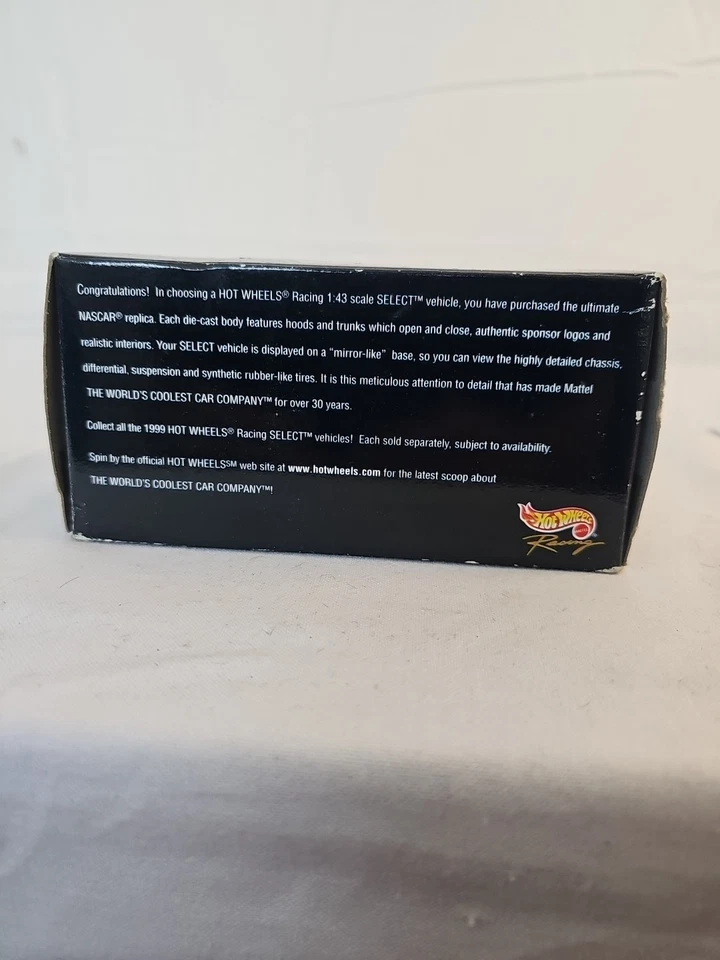 Congratulations! In choosing a HOT WHEELS® Racing 1:43 scale SELECT™ vehicle, you have purchased the ultimate
NASCAR® replica. Each die-cast body features hoods and trunks which open and close, authentic sponsor logos and
realistic interiors. Your SELECT vehicle is displayed on a "mirror-like" base, so you can view the highly detailed chassis,
differential, suspension and synthetic rubber-like tires. It is this meticulous attention to detail that has made Mattel
THE WORLD'S COOLEST CAR COMPANY™ for over 30 years.
Collect all the 1999 HOT WHEELS® Racing SELECT™ vehicles! Each sold separately, subject to availability.
Spin by the official HOT WHEELS℠ web site at www.hotwheels.com for the latest scoop about
THE WORLD'S COOLEST CAR COMPANY™!
Hot Wheels
Racing